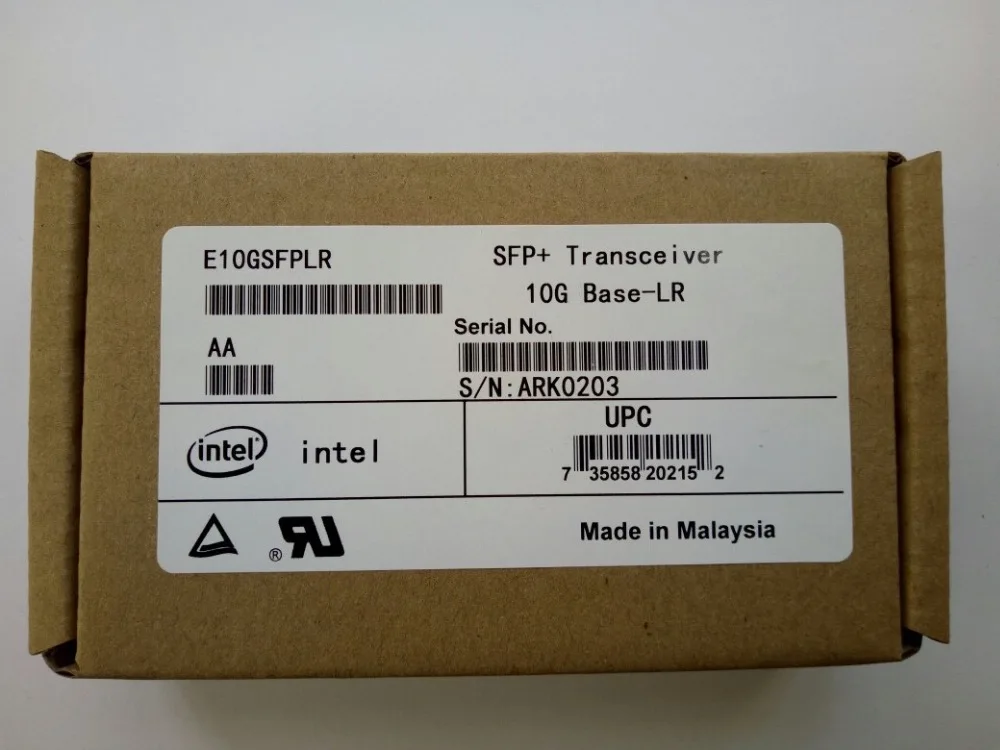 E10GSFPLR
SFP+ Transceiver
10G Base-LR
Serial No.
AA
S/N:ARK0203
intel
intel
UPC
7 35858 20215 2
® UR
Made in Malaysia